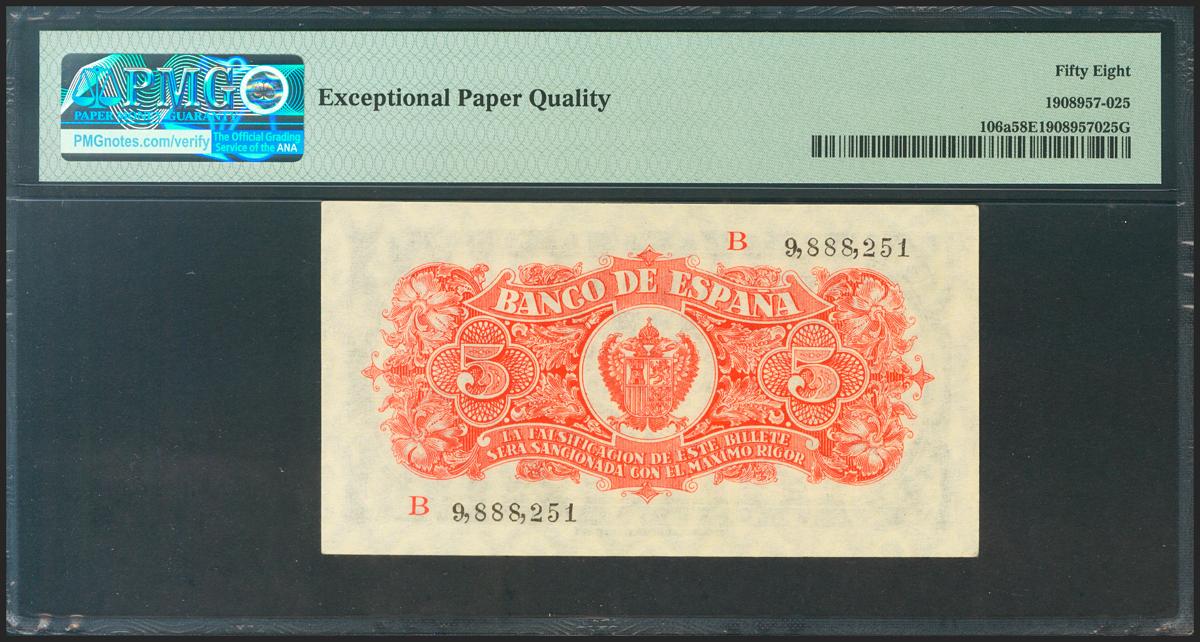 PMG
PAPER MONEY GUARANTY
PMGnotes.com/verify
The Official Grading
Service of the ANA
Exceptional Paper Quality
Fifty Eight
1908957-025
106a58E1908957025G
B 9,888,251
BANCO DE ESPAÑA
5 5
LA FALSIFICACION DE ESTE BILLETE
SERA SANCIONADA CON EL MAXIMO RIGOR
B 9,888,251